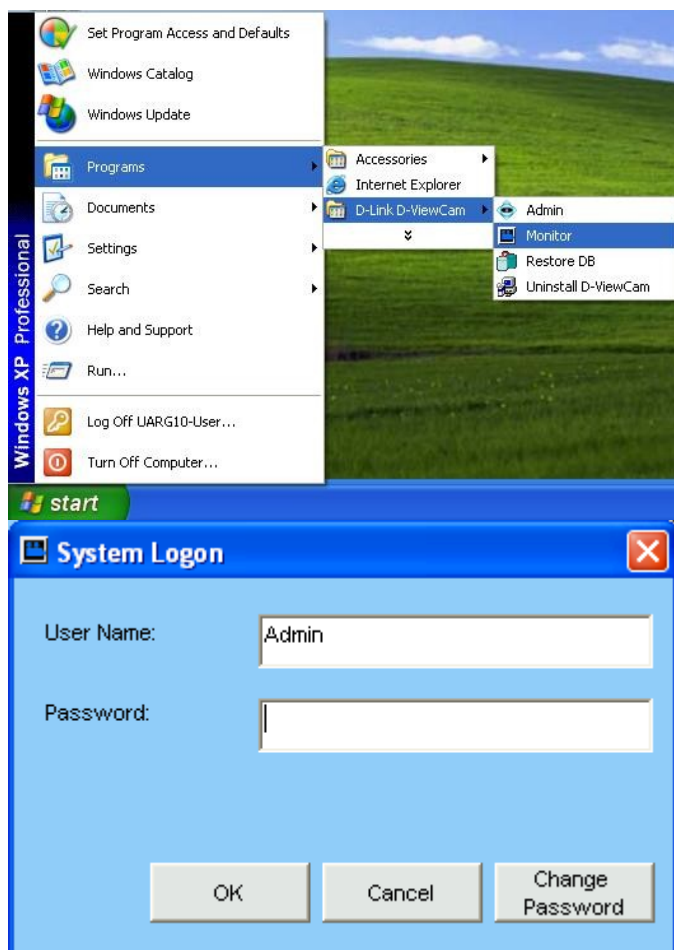 Set Program Access and Defaults
Windows Catalog
Windows Update
Programs
Documents
Settings
Search
Help and Support
Run...
Log Off UARG10-User...
Turn Off Computer...
Windows XP Professional
Accessories
Internet Explorer
D-Link D-ViewCam
Admin
Monitor
Restore DB
Uninstall D-ViewCam
start
System Logon
User Name:
Admin
Password:
OK
Cancel
Change
Password